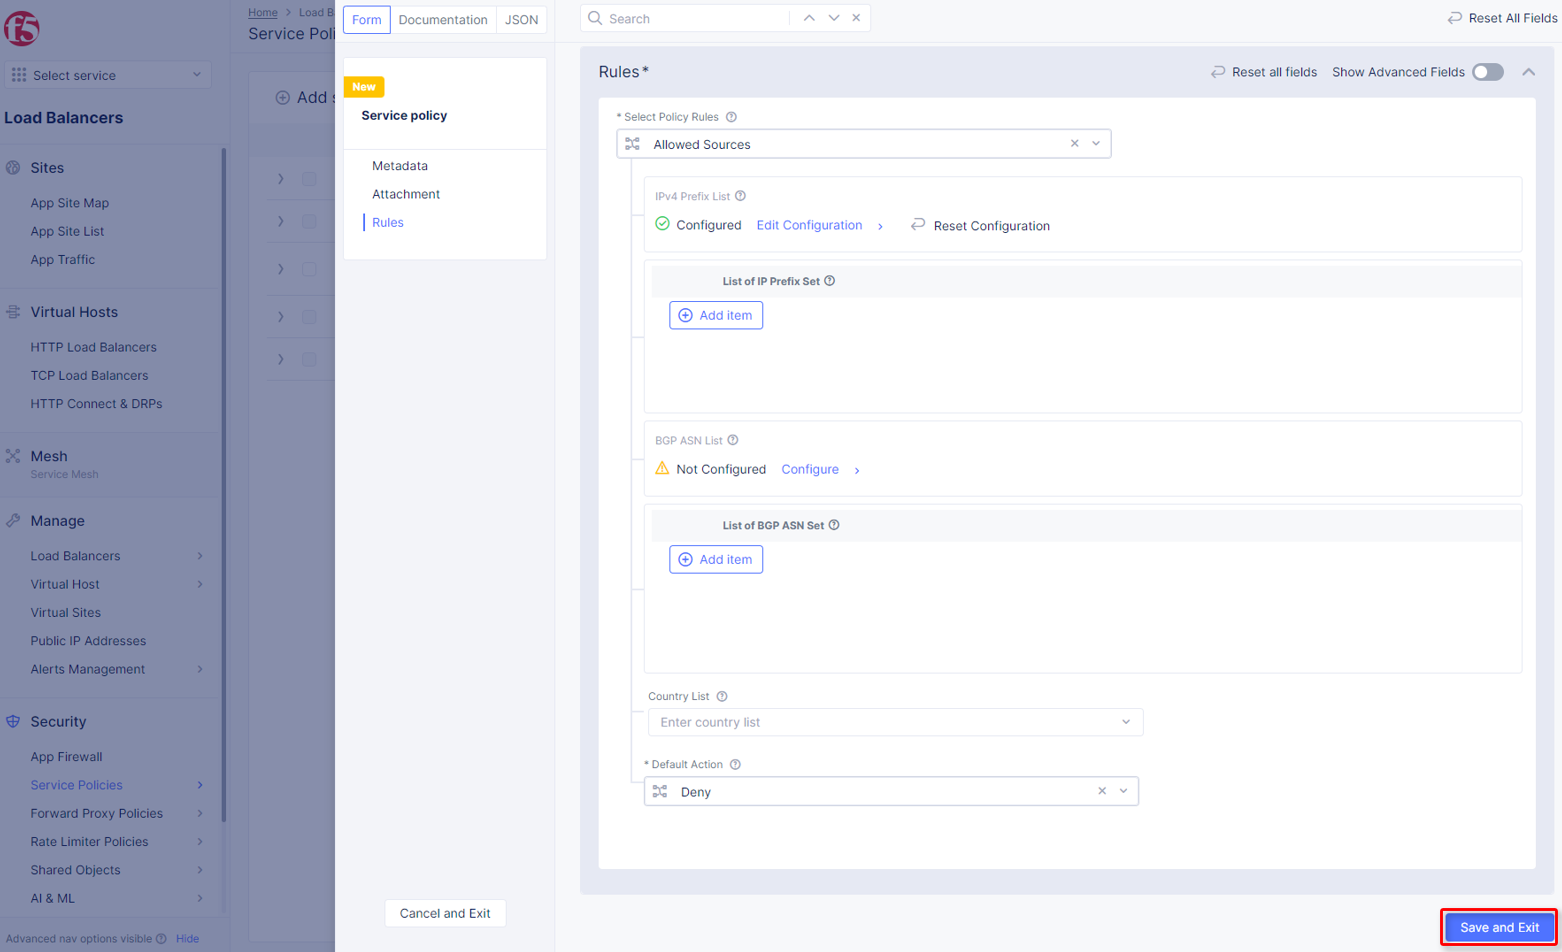 f5
Select service
Load Balancers
Sites
App Site Map
App Site List
App Traffic
Virtual Hosts
HTTP Load Balancers
TCP Load Balancers
HTTP Connect & DRPs
Mesh
Service Mesh
Manage
Load Balancers
Virtual Host
Virtual Sites
Public IP Addresses
Alerts Management
Security
App Firewall
Service Policies
Forward Proxy Policies
Rate Limiter Policies
Shared Objects
AI & ML
Advanced nav options visible Hide
Home > Load B
Service Poli
Add s
Form Documentation JSON
New
Service policy
Metadata
Attachment
Rules
Cancel and Exit
Search
Reset All Fields
Rules*
Reset all fields Show Advanced Fields
* Select Policy Rules
Allowed Sources
IPv4 Prefix List
Configured Edit Configuration Reset Configuration
List of IP Prefix Set
Add item
BGP ASN List
Not Configured Configure
List of BGP ASN Set
Add item
Country List
Enter country list
* Default Action
Deny
Save and Exit